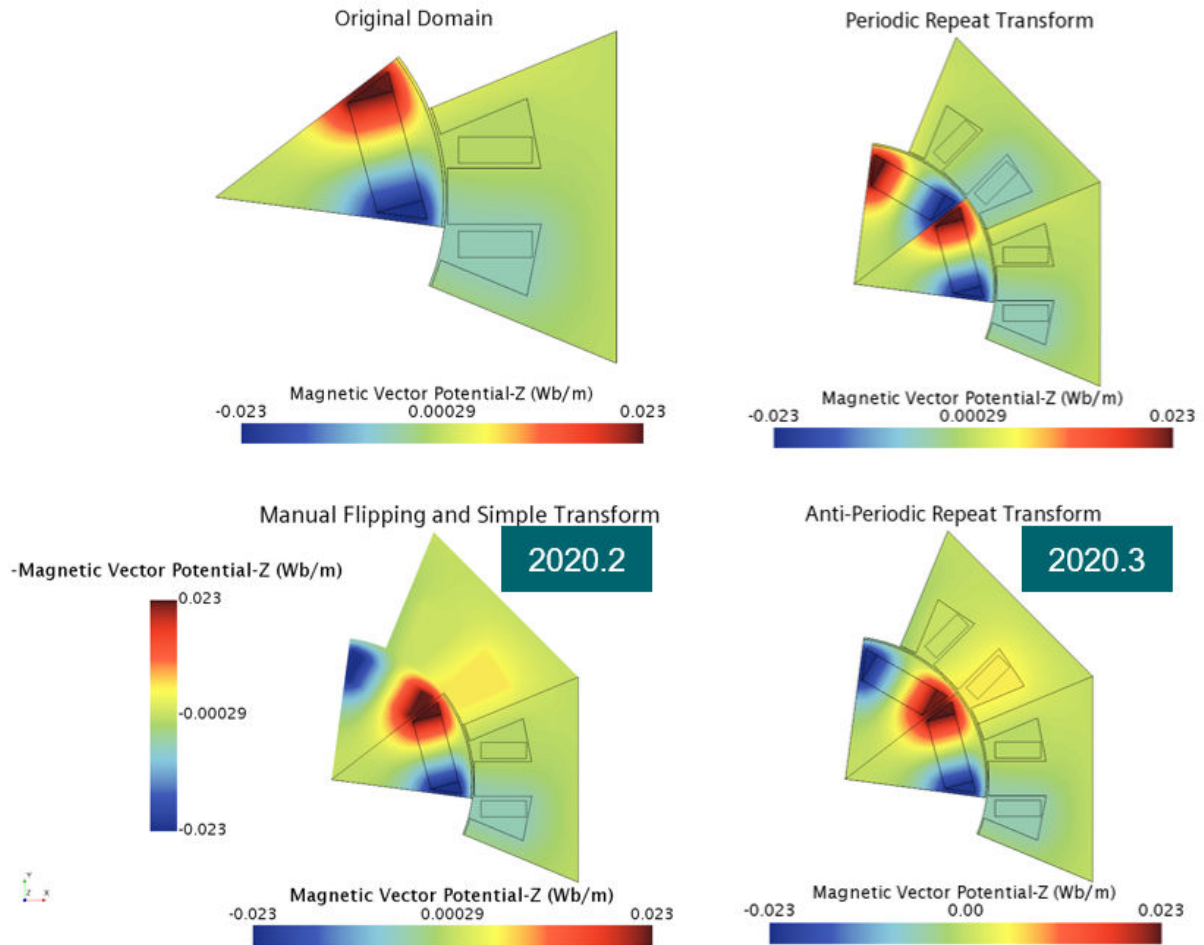 Original Domain
Magnetic Vector Potential-Z (Wb/m)
-0.023 0.00029 0.023
Periodic Repeat Transform
Magnetic Vector Potential-Z (Wb/m)
-0.023 0.00029 0.023
Manual Flipping and Simple Transform
2020.2
-Magnetic Vector Potential-Z (Wb/m)
0.023
-0.00029
-0.023
Y
Z X
Magnetic Vector Potential-Z (Wb/m)
-0.023 0.00029 0.023
Anti-Periodic Repeat Transform
2020.3
Magnetic Vector Potential-Z (Wb/m)
-0.023 0.00 0.023